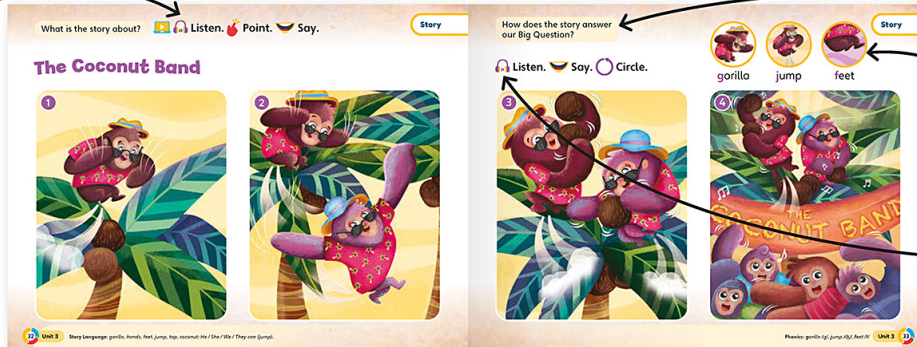 What is the story about?
Listen. Point. Say.
Story
The Coconut Band
1
2
32 Unit 3
Story Language: gorilla, hands, feet, jump, tap, coconut; He / She / We / They can (jump).
How does the story answer
our Big Question?
Story
Listen. Say. Circle.
gorilla jump feet
3
4
THE
COCONUT BAND
Phonics: gorilla /g/, jump /dʒ/, feet /f/
Unit 3 33